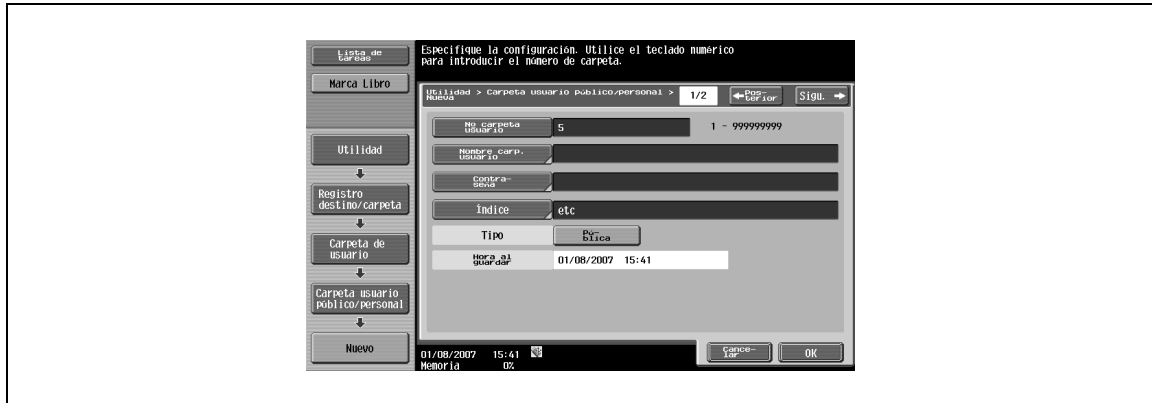 Lista de
tareas
Marca Libro
Utilidad
Registro
destino/carpeta
Carpeta de
usuario
Carpeta usuario
público/personal
Nuevo
Especifique la configuración. Utilice el teclado numérico
para introducir el número de carpeta.
Utilidad > Carpeta usuario público/personal >
Nueva
1/2
Pos-
terior
Sigu.
No carpeta
usuario
5
1 - 999999999
Nombre carp.
usuario
Contra-
seña
Índice
etc
Tipo
Pú-
blica
Hora al
guardar
01/08/2007 15:41
01/08/2007 15:41
Memoria 0%
Cance-
lar
OK